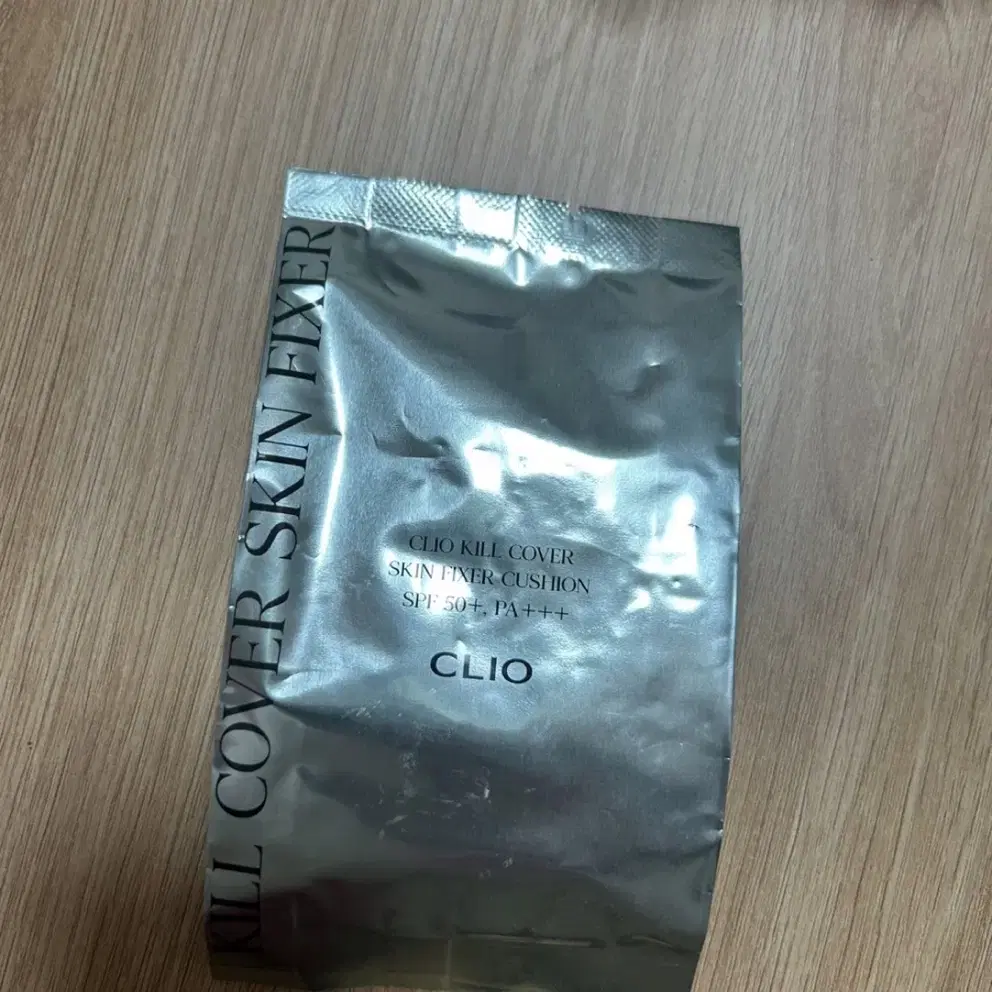 KILL COVER SKIN FIXER
CLIO KILL COVER
SKIN FIXER CUSHION
SPF 50+, PA+++
CLIO